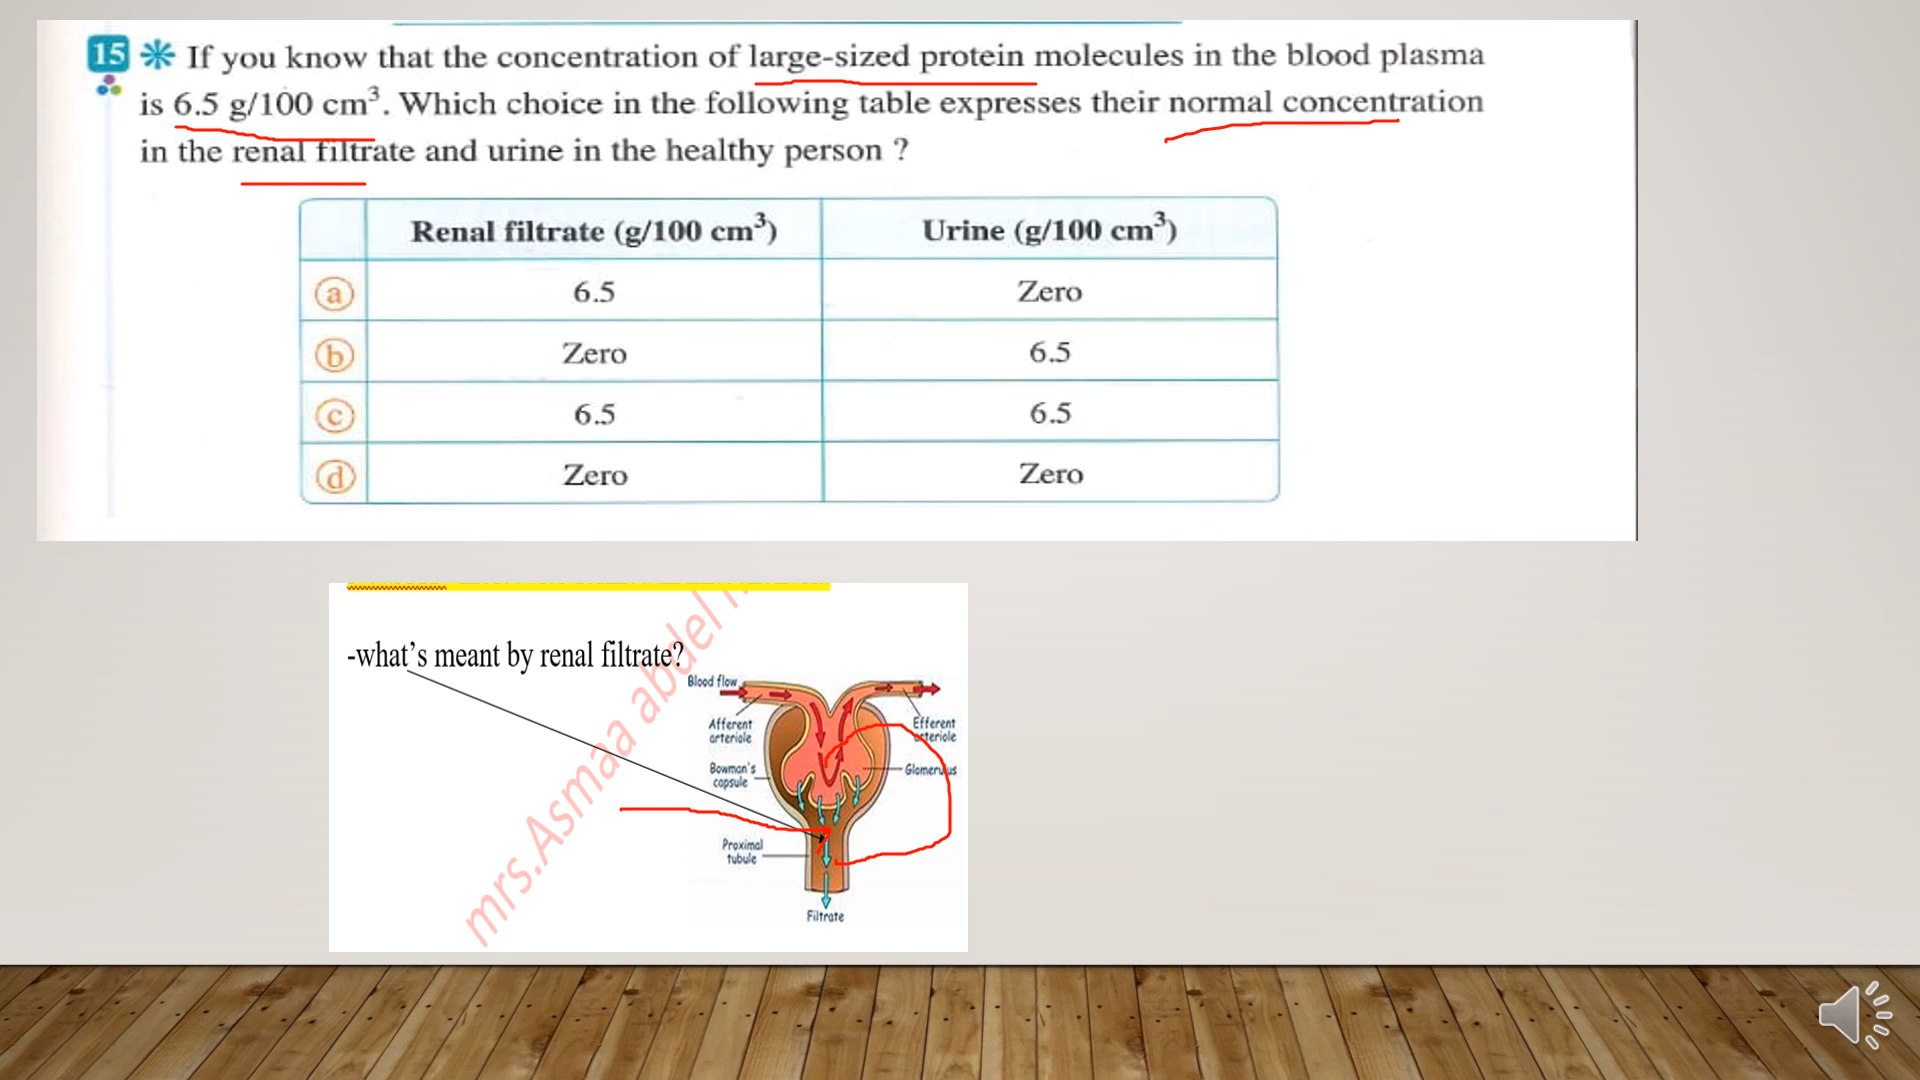 15 * If you know that the concentration of large-sized protein molecules in the blood plasma
is 6.5 g/100 cm³. Which choice in the following table expresses their normal concentration
in the renal filtrate and urine in the healthy person ?
Renal filtrate (g/100 cm³) Urine (g/100 cm³)
a 6.5 Zero
b Zero 6.5
c 6.5 6.5
d Zero Zero
-what's meant by renal filtrate?
Blood flow
Afferent
arteriole
Efferent
arteriole
Bowman's
capsule
Glomerulus
Proximal
tubule
Filtrate
mrs.Asmaa abdel